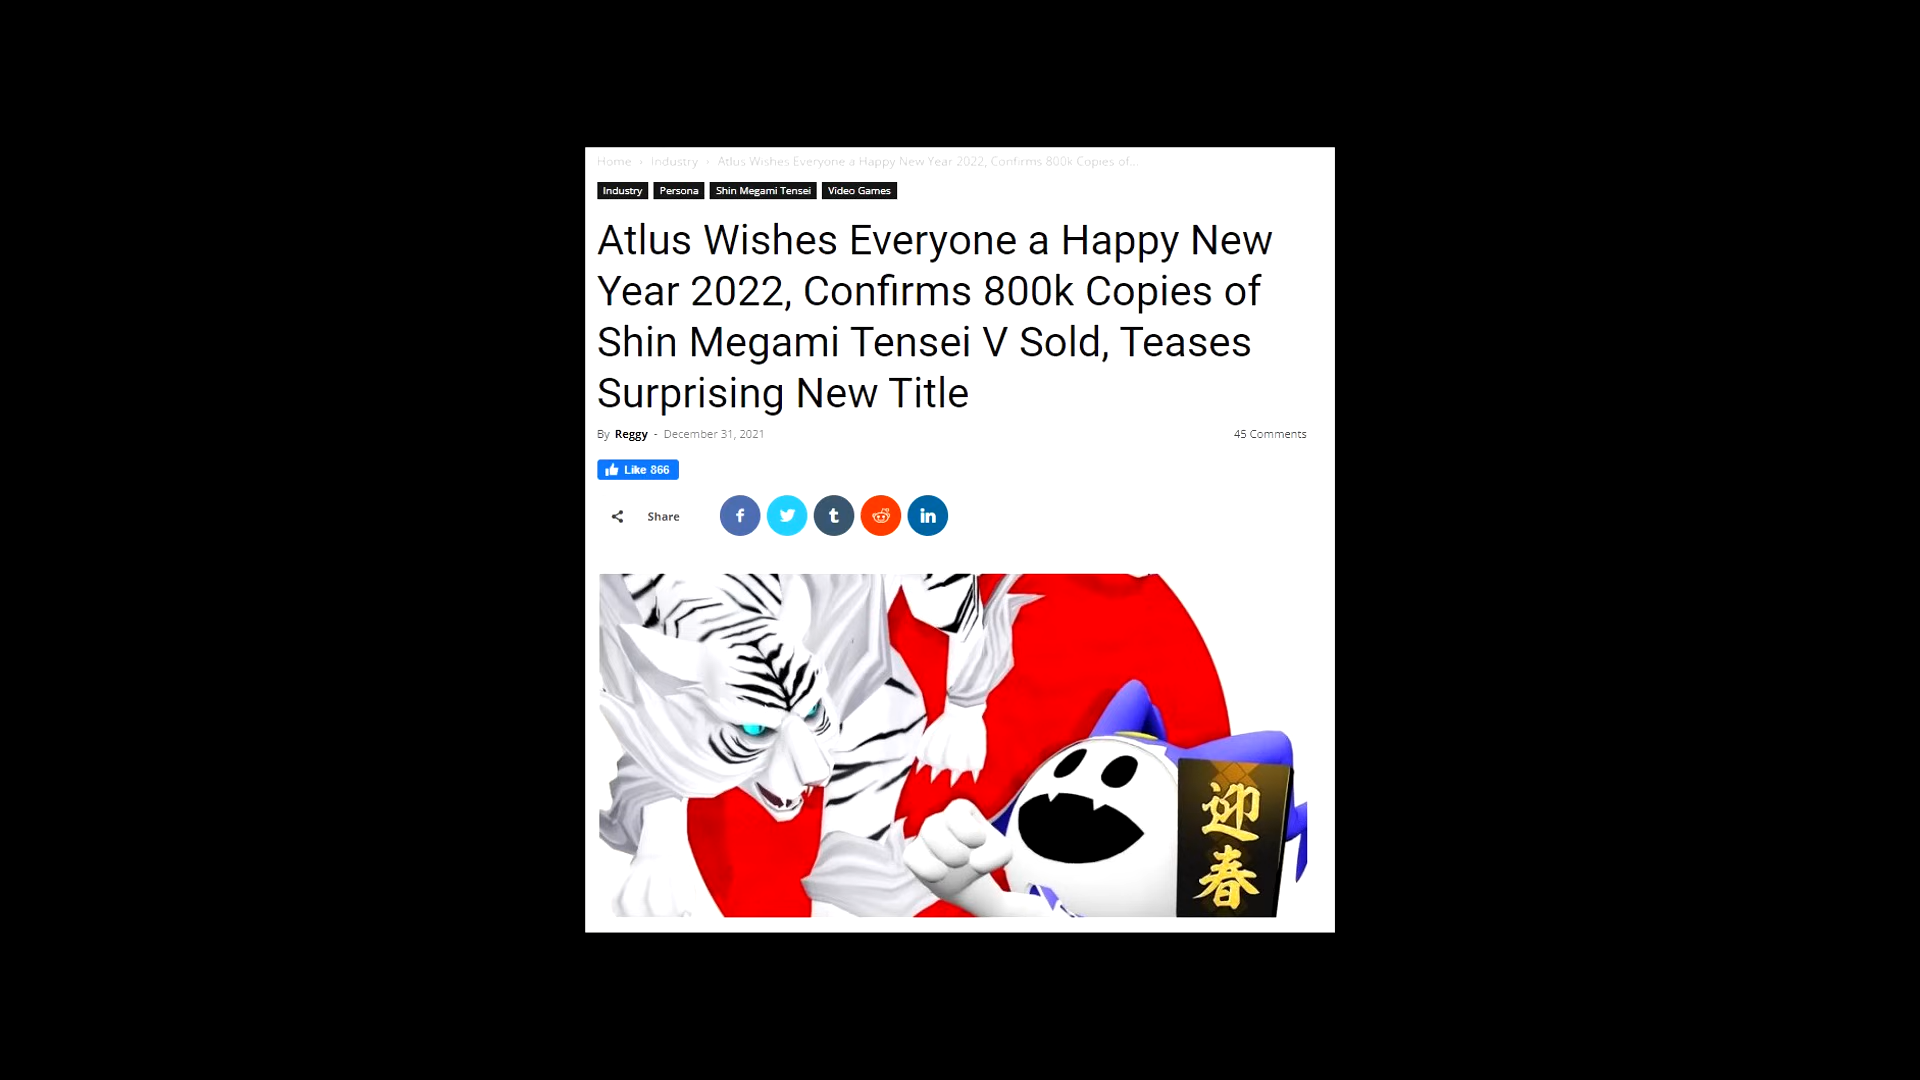 Home › Industry › Atlus Wishes Everyone a Happy New Year 2022, Confirms 800k Copies of...
Industry Persona Shin Megami Tensei Video Games
Atlus Wishes Everyone a Happy New
Year 2022, Confirms 800k Copies of
Shin Megami Tensei V Sold, Teases
Surprising New Title
By Reggy - December 31, 2021 45 Comments
Like 866
Share
迎春